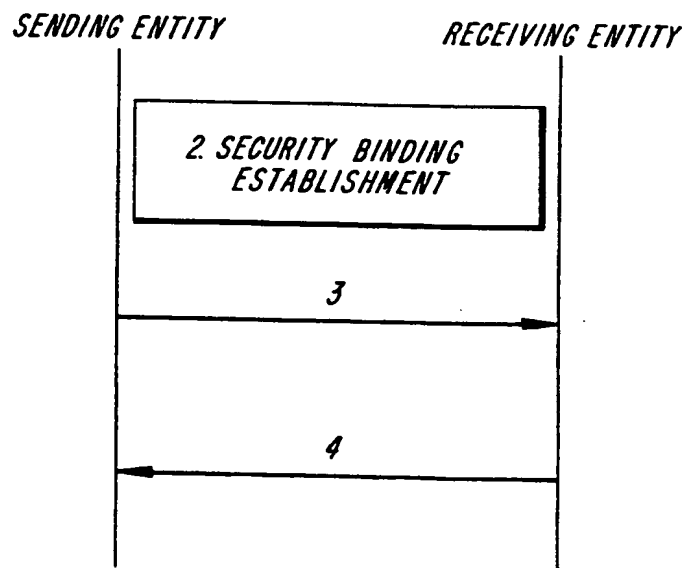 SENDING ENTITY
RECEIVING ENTITY
2. SECURITY BINDING
ESTABLISHMENT
3
4